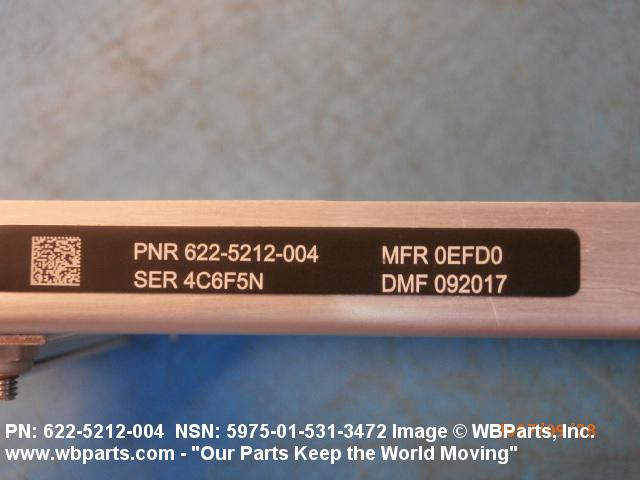 PNR 622-5212-004 MFR 0EFD0
SER 4C6F5N DMF 092017
PN: 622-5212-004 NSN: 5975-01-531-3472 Image © WBParts, Inc.
www.wbparts.com - "Our Parts Keep the World Moving"